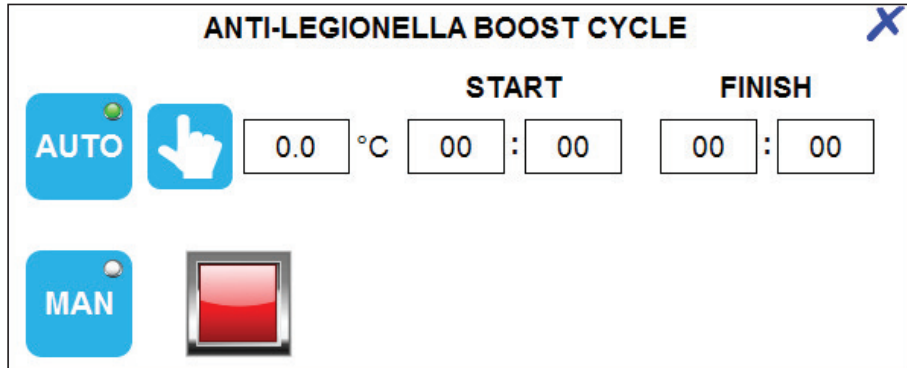 ANTI-LEGIONELLA BOOST CYCLE
START FINISH
AUTO 0.0 °C 00 : 00 00 : 00
MAN